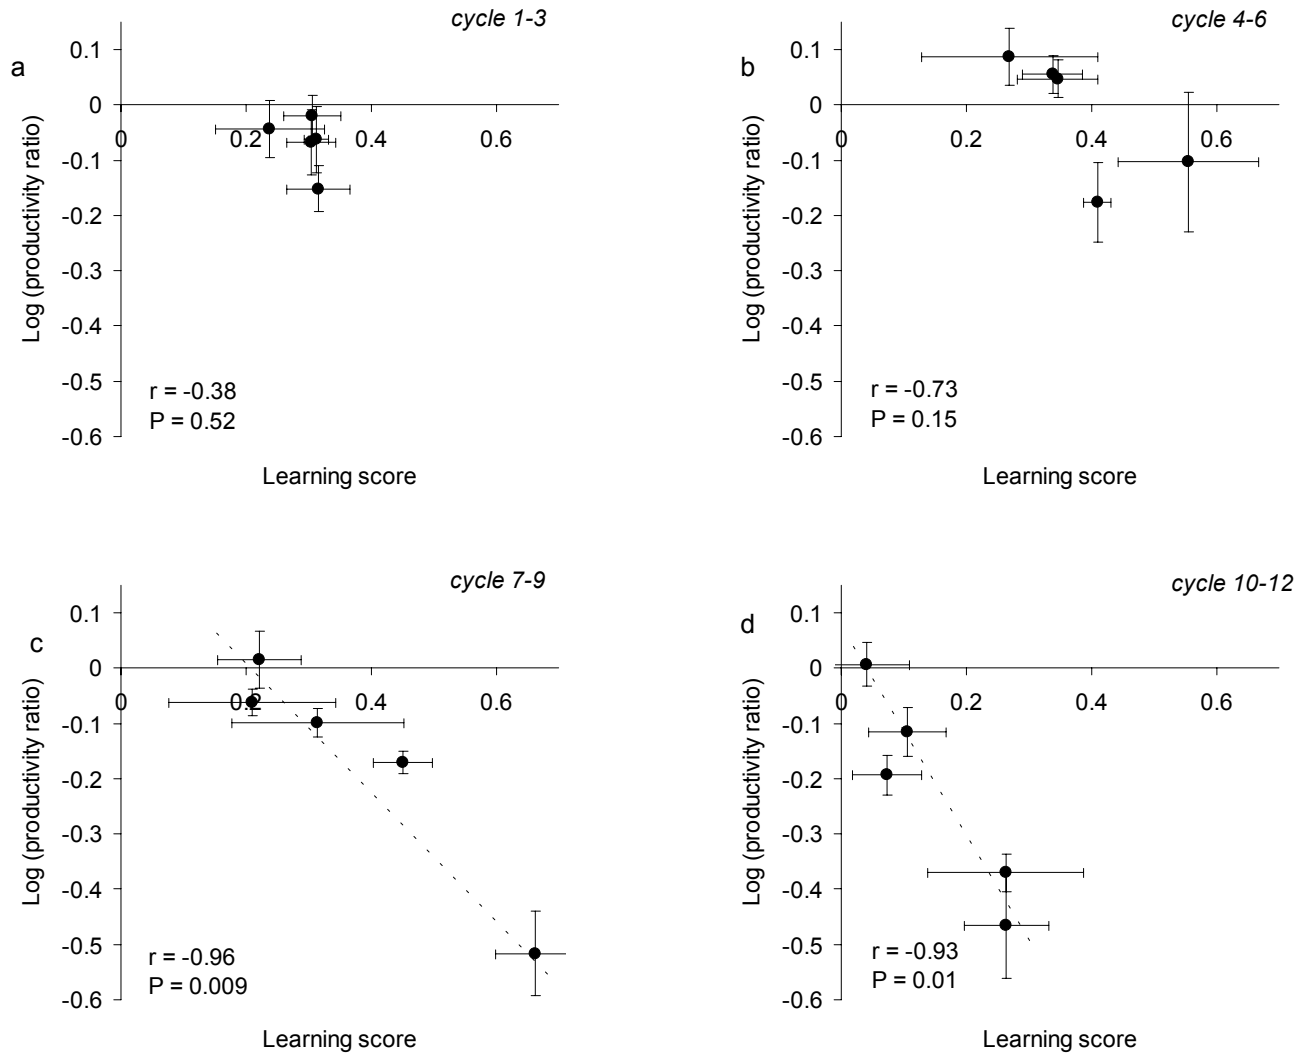 cycle 1-3
a
0.1
0
-0.1
-0.2
-0.3
-0.4
-0.5
-0.6
0 0.2 0.4 0.6
Log (productivity ratio)
r = -0.38
P = 0.52
Learning score
cycle 4-6
b
0.1
0
-0.1
-0.2
-0.3
-0.4
-0.5
-0.6
0 0.2 0.4 0.6
Log (productivity ratio)
r = -0.73
P = 0.15
Learning score
cycle 7-9
c
0.1
0
-0.1
-0.2
-0.3
-0.4
-0.5
-0.6
0 0.2 0.4 0.6
Log (productivity ratio)
r = -0.96
P = 0.009
Learning score
cycle 10-12
d
0.1
0
-0.1
-0.2
-0.3
-0.4
-0.5
-0.6
0 0.2 0.4 0.6
Log (productivity ratio)
r = -0.93
P = 0.01
Learning score